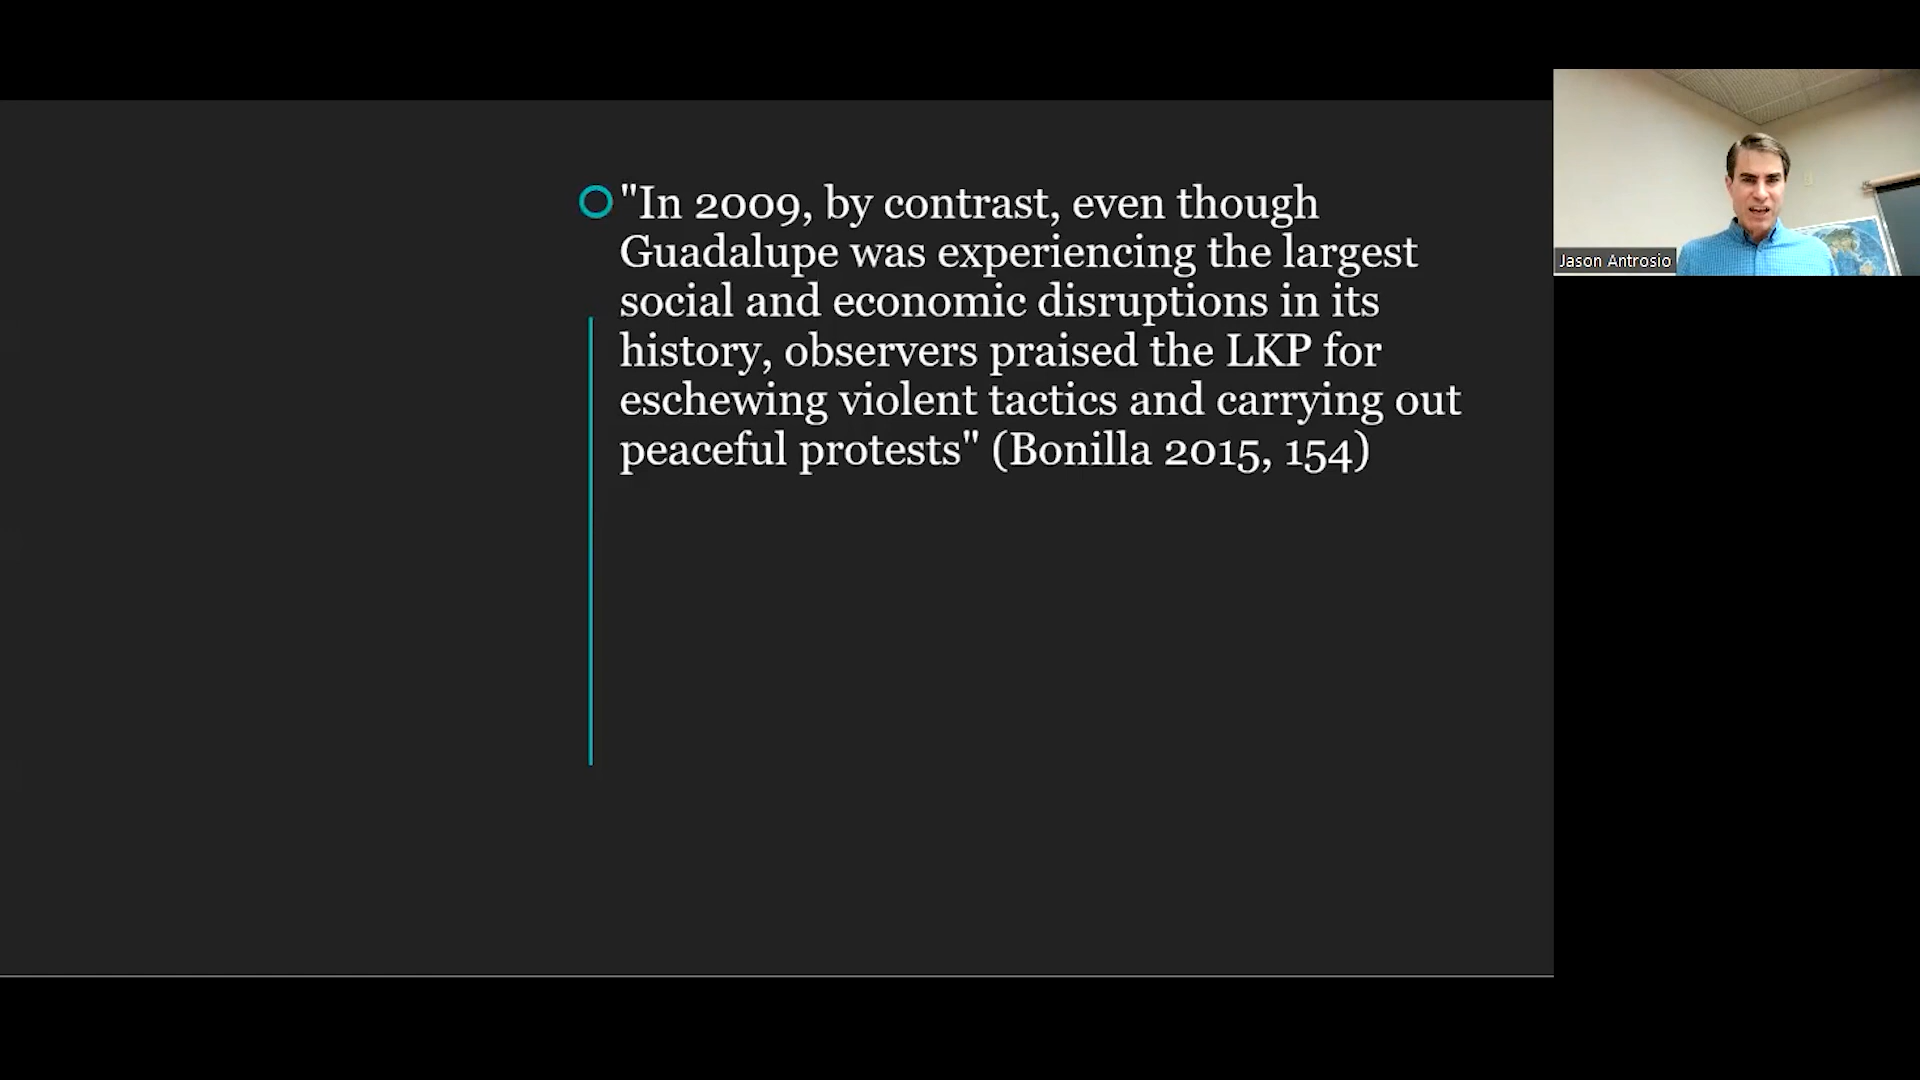 "In 2009, by contrast, even though
Guadalupe was experiencing the largest
social and economic disruptions in its
history, observers praised the LKP for
eschewing violent tactics and carrying out
peaceful protests" (Bonilla 2015, 154)
Jason Antrosio